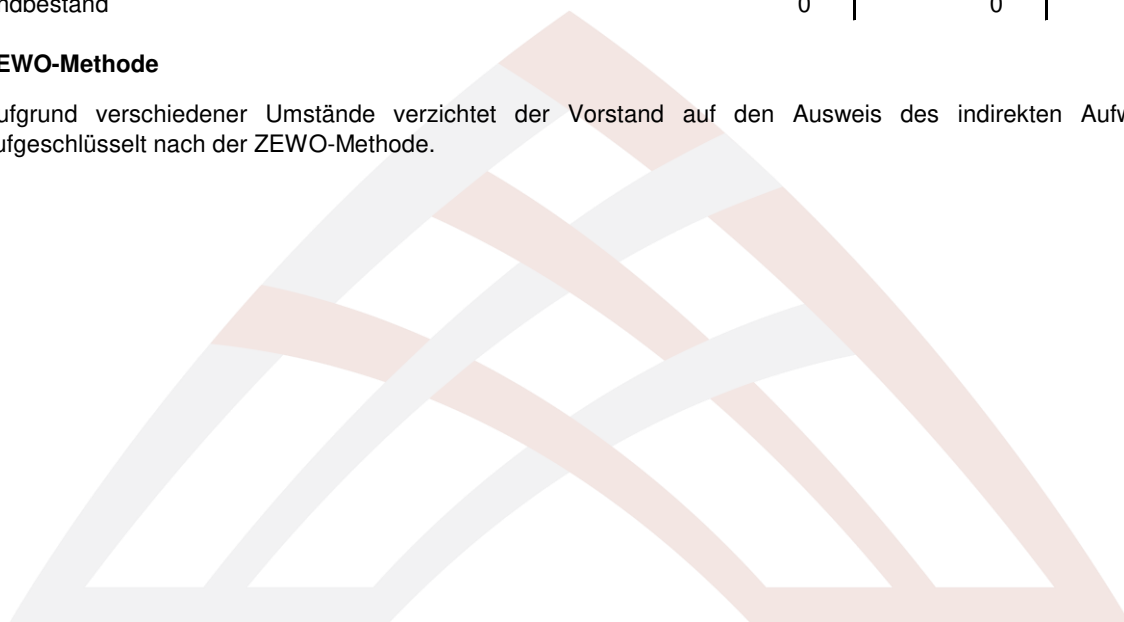 ndbestand 0 0
EWO-Methode
ufgrund verschiedener Umstände verzichtet der Vorstand auf den Ausweis des indirekten Aufw
ufgeschlüsselt nach der ZEWO-Methode.